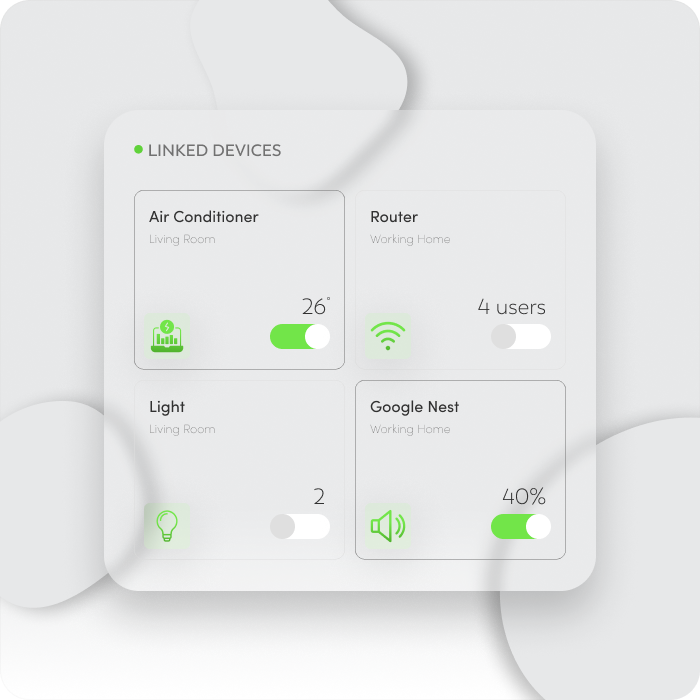 LINKED DEVICES
Air Conditioner
Living Room
26°
Router
Working Home
4 users
Light
Living Room
2
Google Nest
Working Home
40%